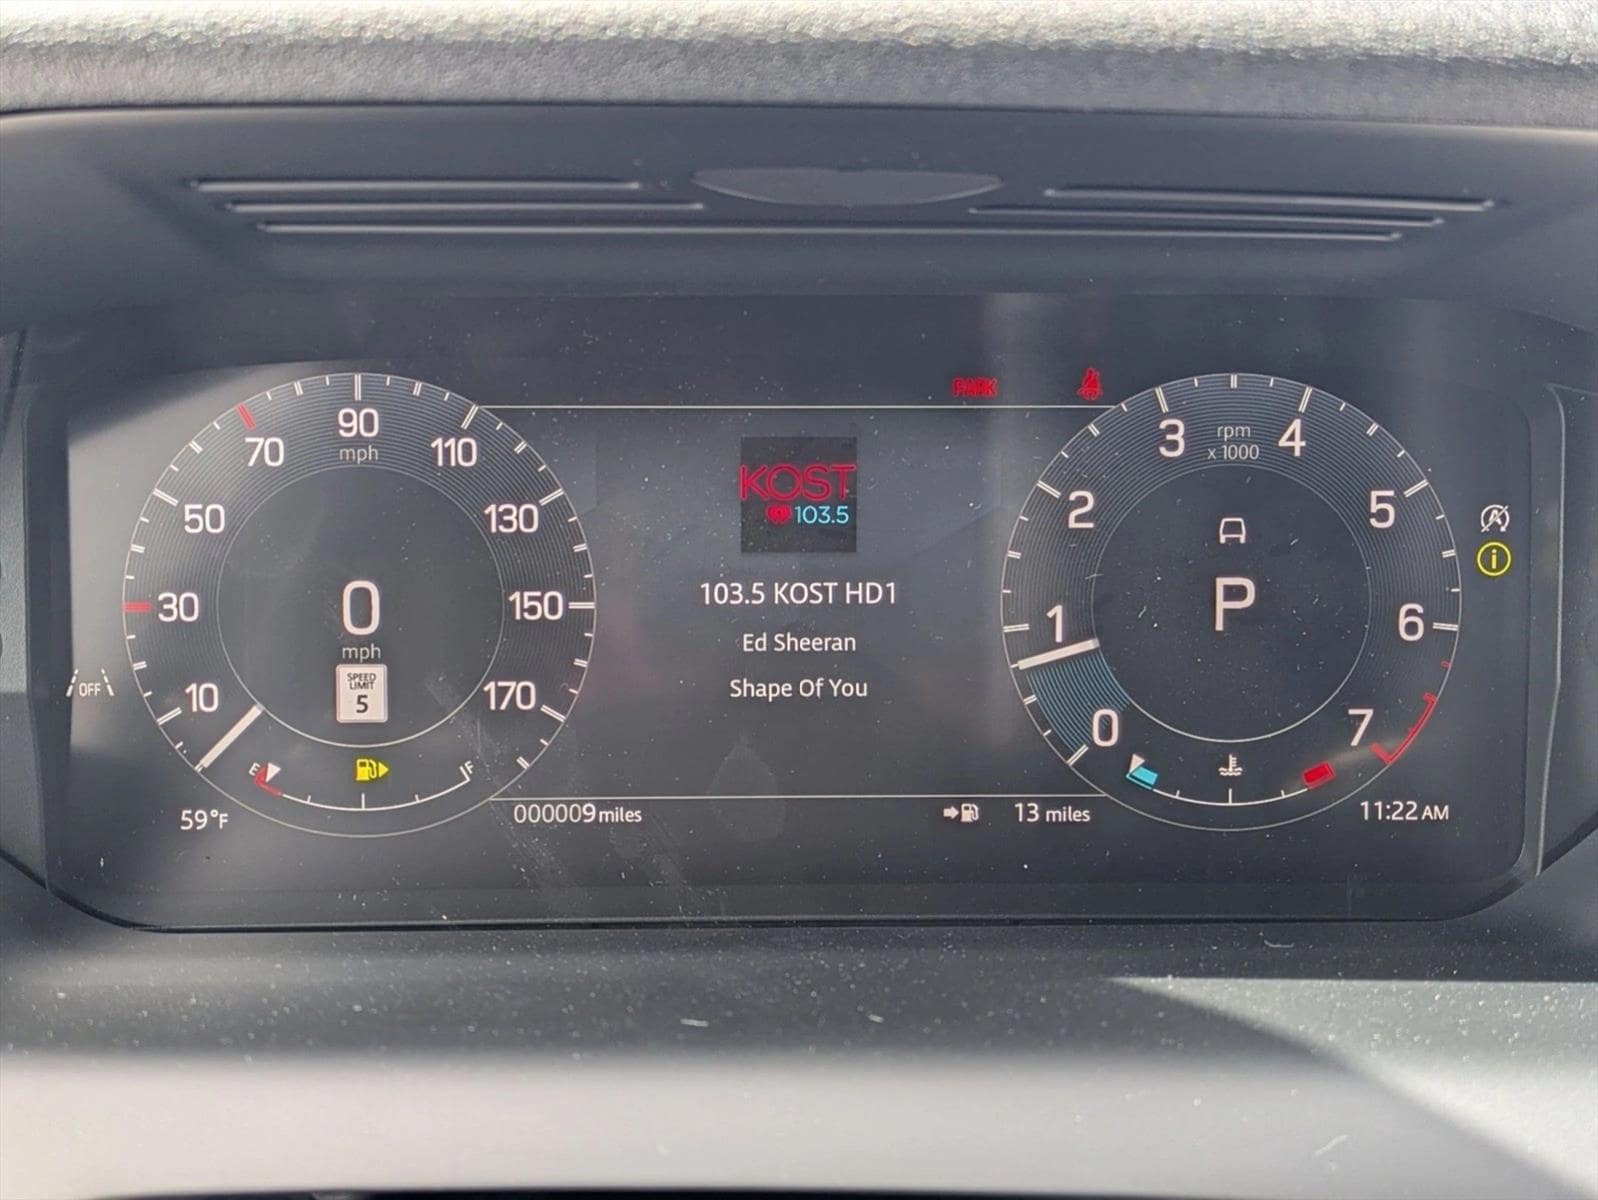 PARK
90
mph
70
110
50
130
30
150
10
170
0
mph
SPEED
LIMIT
5
OFF
E
F
59°F
000009 miles
KOST
103.5
103.5 KOST HD1
Ed Sheeran
Shape Of You
13 miles
rpm
x 1000
3
4
2
5
1
6
0
7
P
A
i
11:22 AM